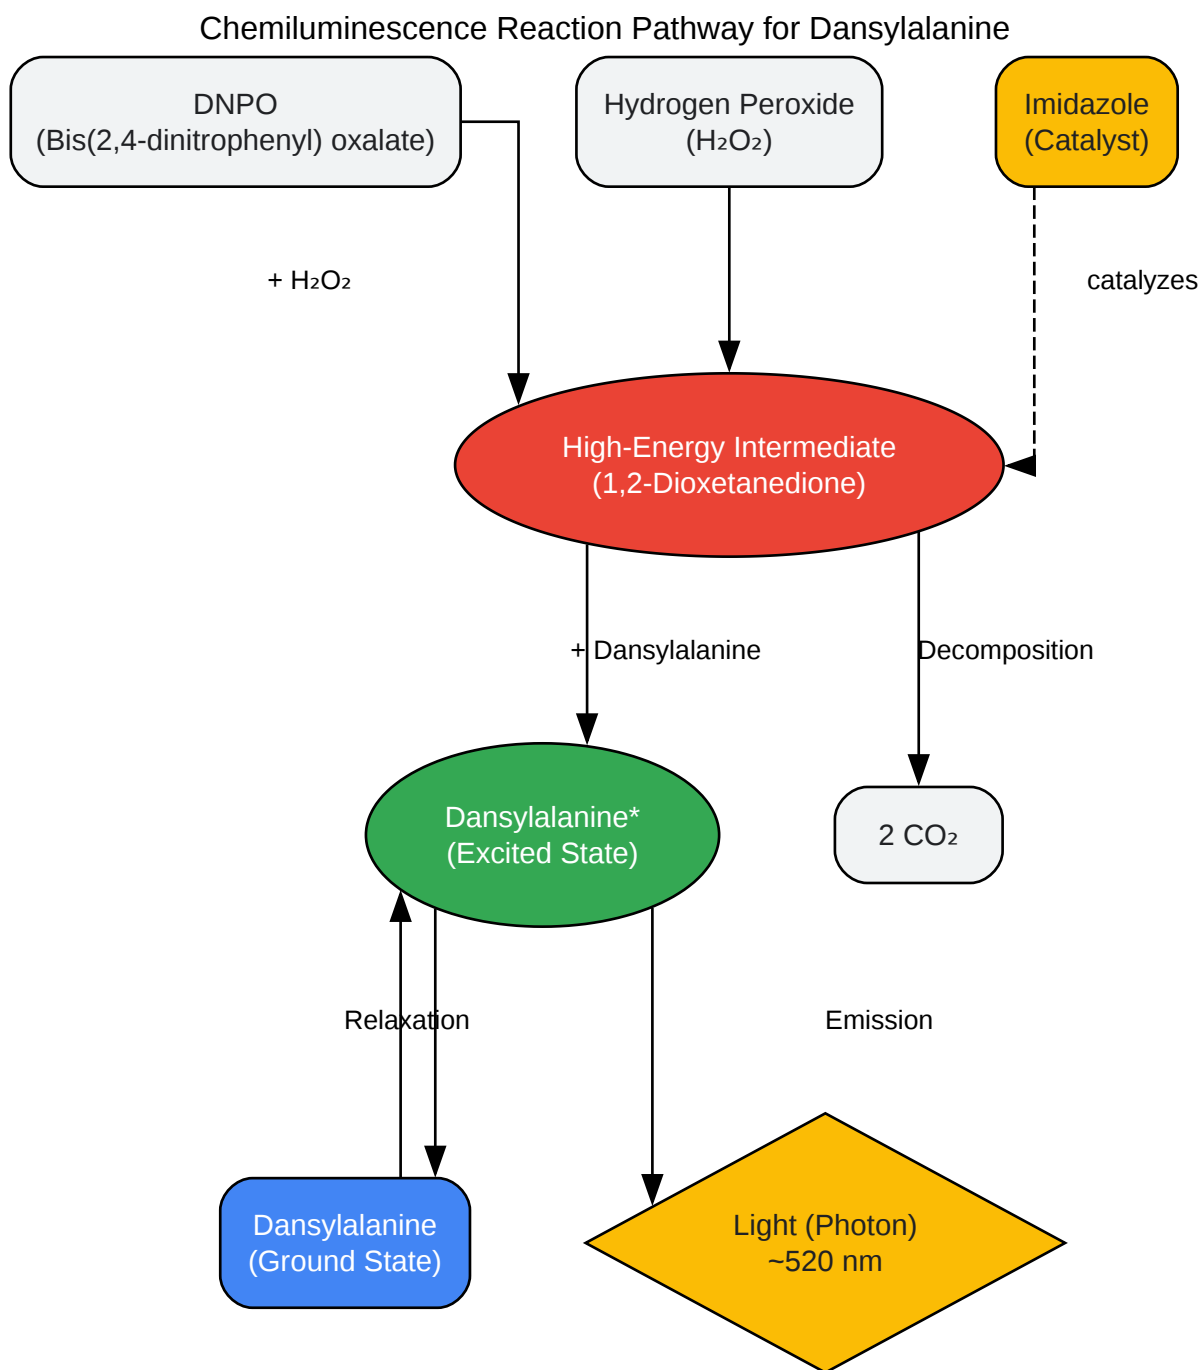 Chemiluminescence Reaction Pathway for Dansylalanine
DNPO
(Bis(2,4-dinitrophenyl) oxalate)
Hydrogen Peroxide
(H₂O₂)
Imidazole
(Catalyst)
+ H₂O₂
catalyzes
High-Energy Intermediate
(1,2-Dioxetanedione)
+ Dansylalanine
Decomposition
Dansylalanine*
(Excited State)
2 CO₂
Relaxation
Emission
Dansylalanine
(Ground State)
Light (Photon)
~520 nm